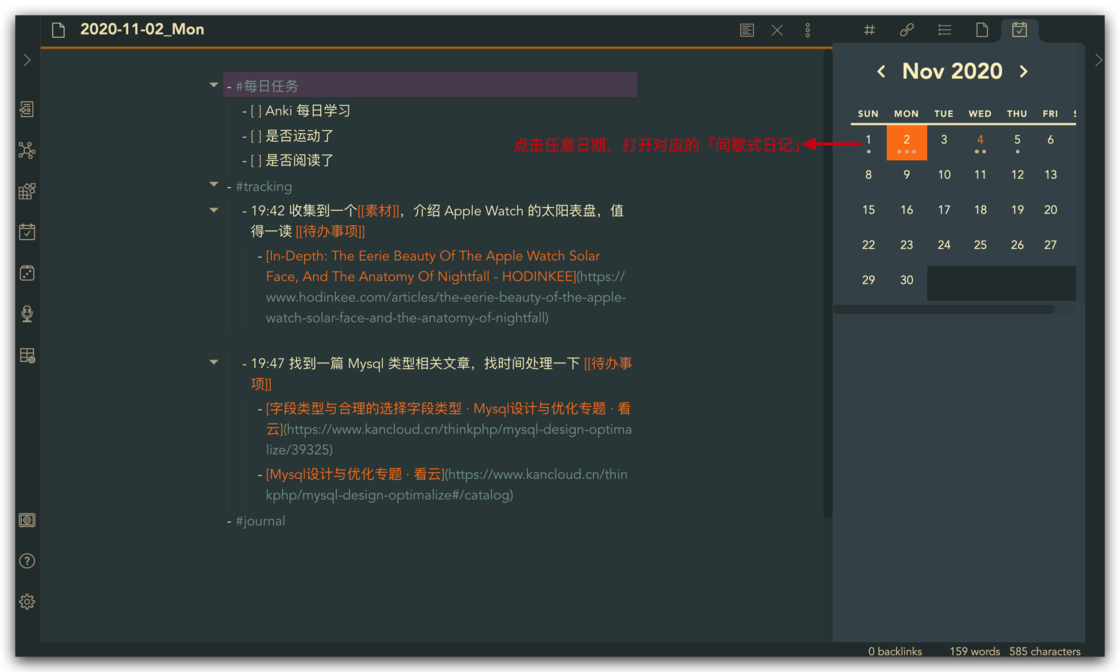 2020-11-02_Mon
- #每日任务
- [ ] Anki 每日学习
- [ ] 是否运动了
- [ ] 是否阅读了
- #tracking
- 19:42 收集到一个[[素材]]，介绍 Apple Watch 的太阳表盘，值
得一读 [[待办事项]]
- [In-Depth: The Eerie Beauty Of The Apple Watch Solar
Face, And The Anatomy Of Nightfall - HODINKEE](https://
www.hodinkee.com/articles/the-eerie-beauty-of-the-apple-
watch-solar-face-and-the-anatomy-of-nightfall)
- 19:47 找到一篇 Mysql 类型相关文章，找时间处理一下 [[待办事
项]]
- [字段类型与合理的选择字段类型 · Mysql设计与优化专题 · 看
云](https://www.kancloud.cn/thinkphp/mysql-design-optima
lize/39325)
- [Mysql设计与优化专题 · 看云](https://www.kancloud.cn/thin
kphp/mysql-design-optimalize#/catalog)
- #journal
点击任意日期，打开对应的「间歇式日记」
Nov 2020
SUN MON TUE WED THU FRI S
1 2 3 4 5 6
8 9 10 11 12 13
15 16 17 18 19 20
22 23 24 25 26 27
29 30
0 backlinks 159 words 585 characters